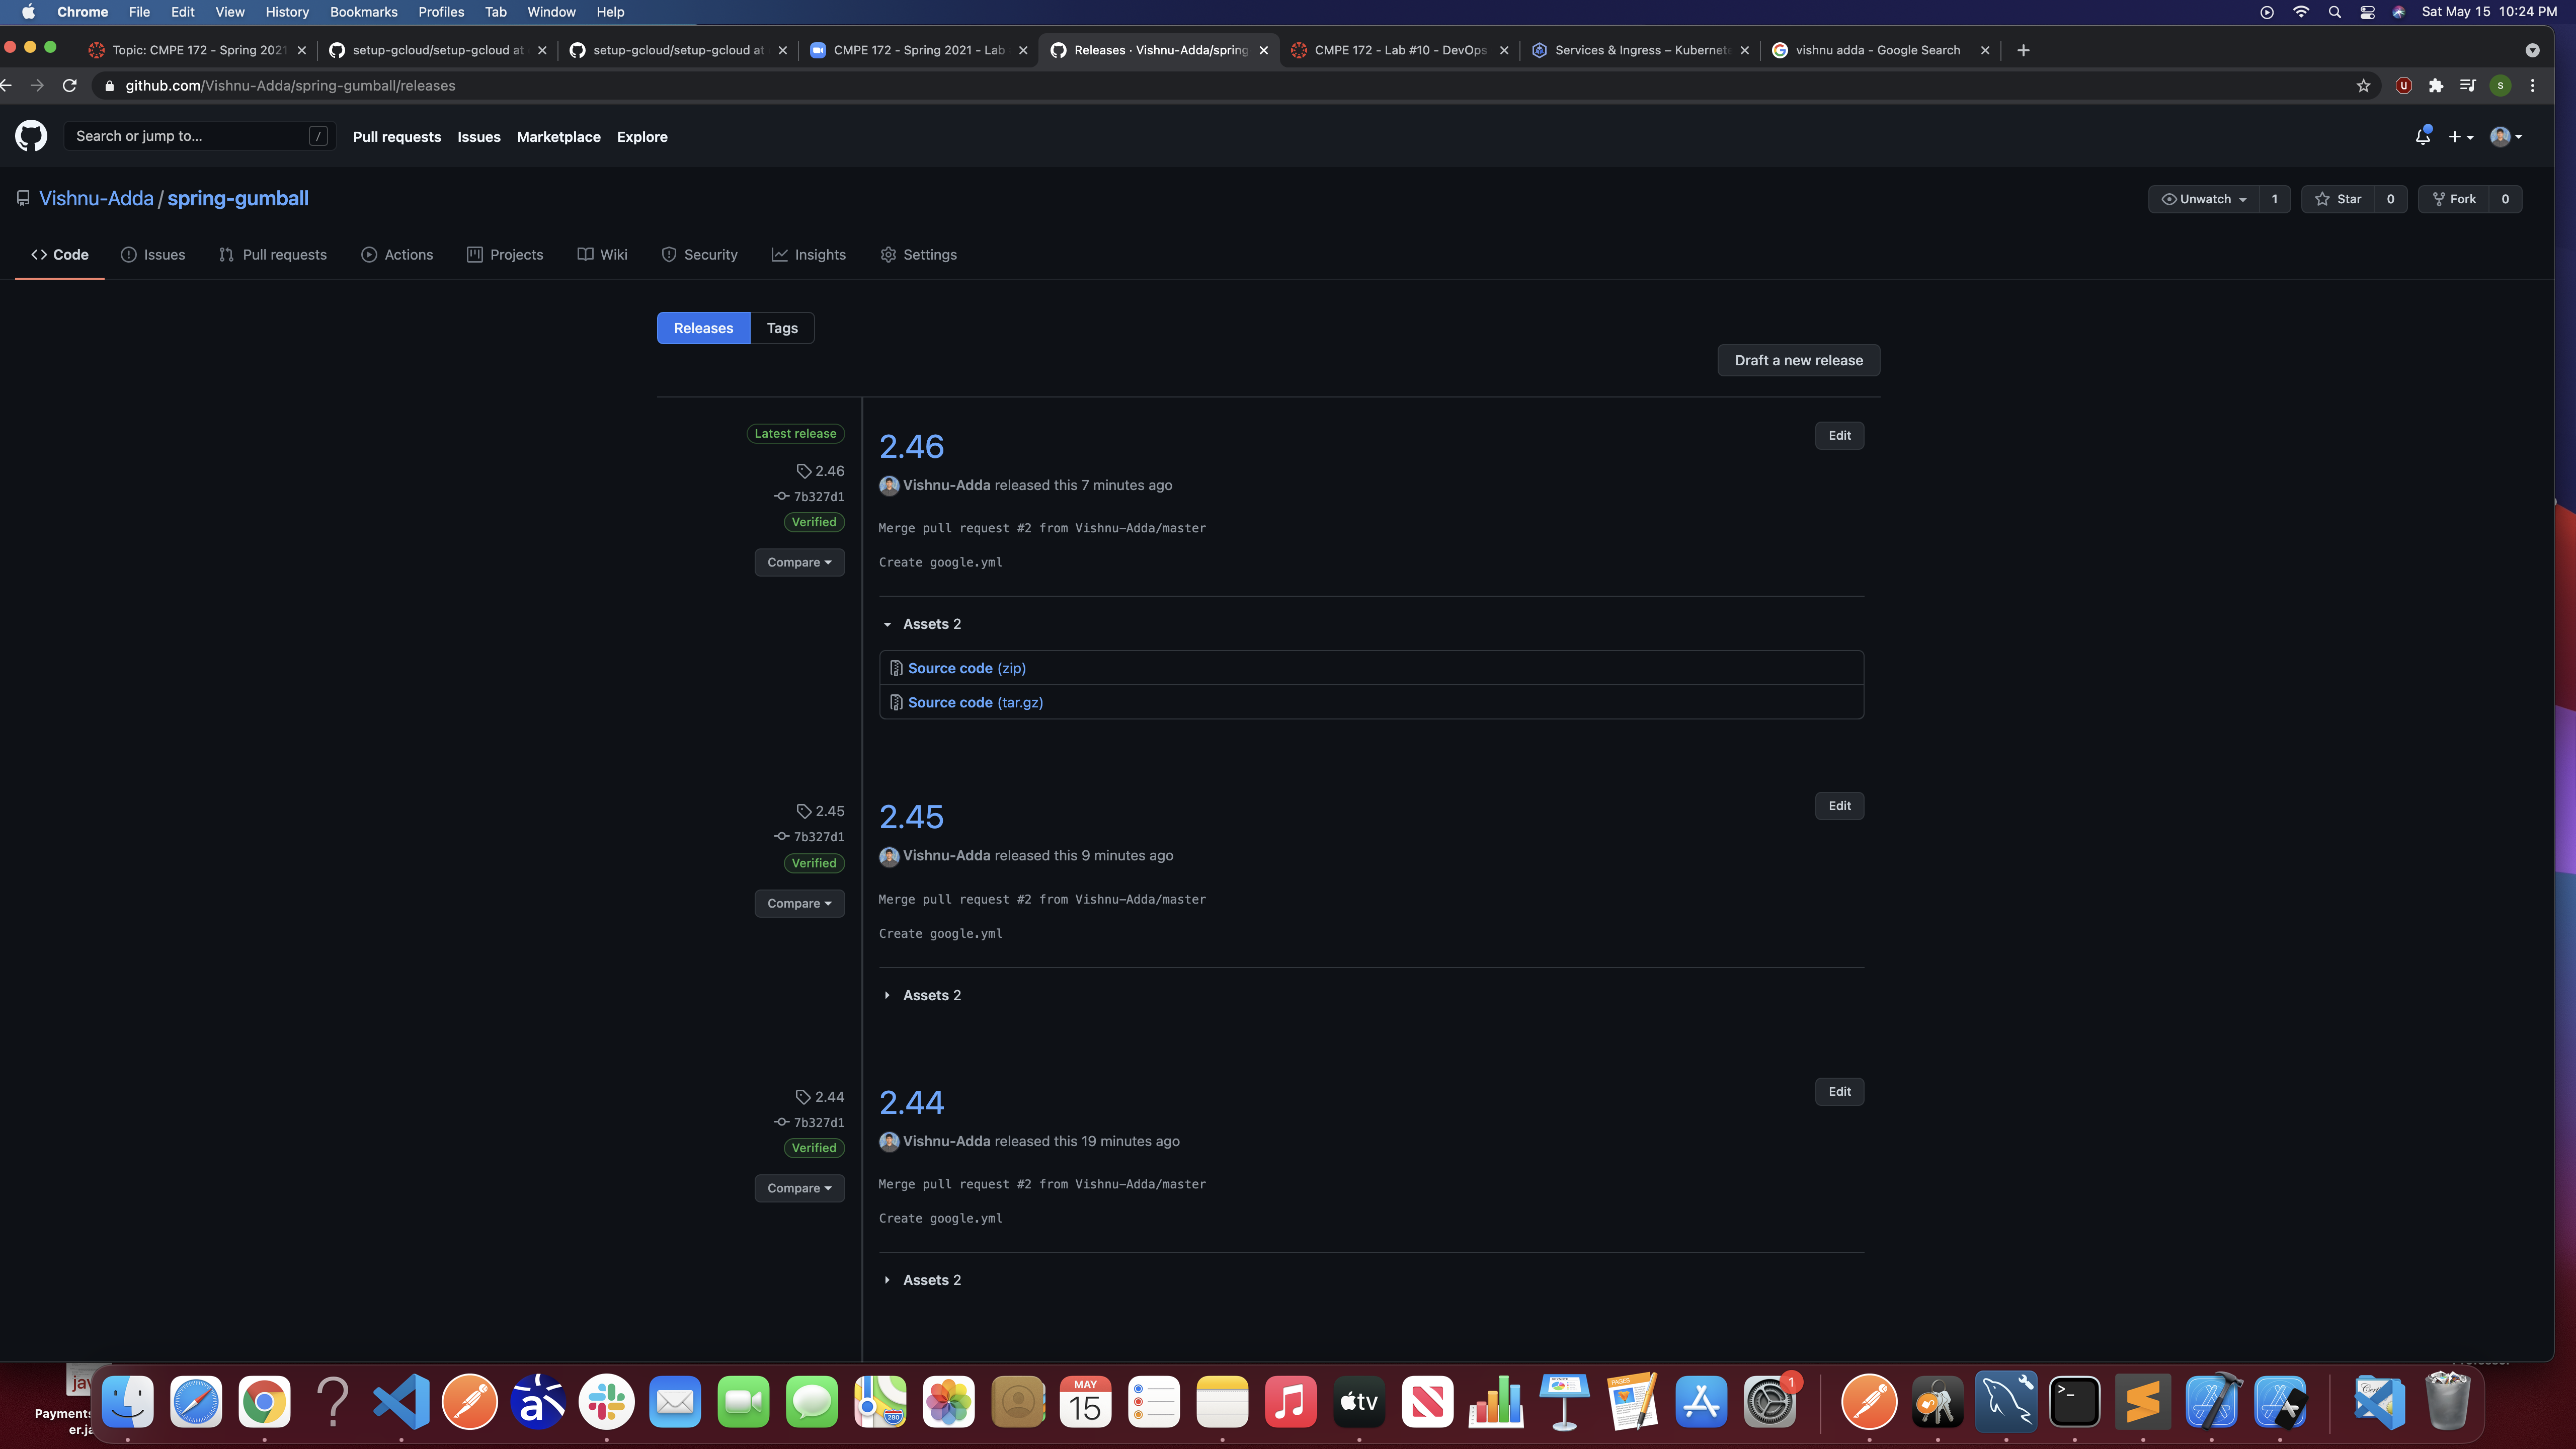 Chrome File Edit View History Bookmarks Profiles Tab Window Help Sat May 15 10:24 PM
Topic: CMPE 172 - Spring 2021 setup-gcloud/setup-gcloud at setup-gcloud/setup-gcloud at CMPE 172 - Spring 2021 - Lab Releases · Vishnu-Adda/spring CMPE 172 - Lab #10 - DevOps Services & Ingress – Kubernete vishnu adda - Google Search
github.com/Vishnu-Adda/spring-gumball/releases S
Search or jump to... / Pull requests Issues Marketplace Explore
Vishnu-Adda / spring-gumball Unwatch 1 Star 0 Fork 0
Code Issues Pull requests Actions Projects Wiki Security Insights Settings
Releases Tags
Draft a new release
Latest release
2.46
7b327d1
Verified
Compare
2.46
Edit
Vishnu-Adda released this 7 minutes ago
Merge pull request #2 from Vishnu-Adda/master
Create google.yml
Assets 2
Source code (zip)
Source code (tar.gz)
2.45
7b327d1
Verified
Compare
2.45
Edit
Vishnu-Adda released this 9 minutes ago
Merge pull request #2 from Vishnu-Adda/master
Create google.yml
Assets 2
2.44
7b327d1
Verified
Compare
2.44
Edit
Vishnu-Adda released this 19 minutes ago
Merge pull request #2 from Vishnu-Adda/master
Create google.yml
Assets 2
Payments
er.ja
MAY
15
280
tv
PAGES
1